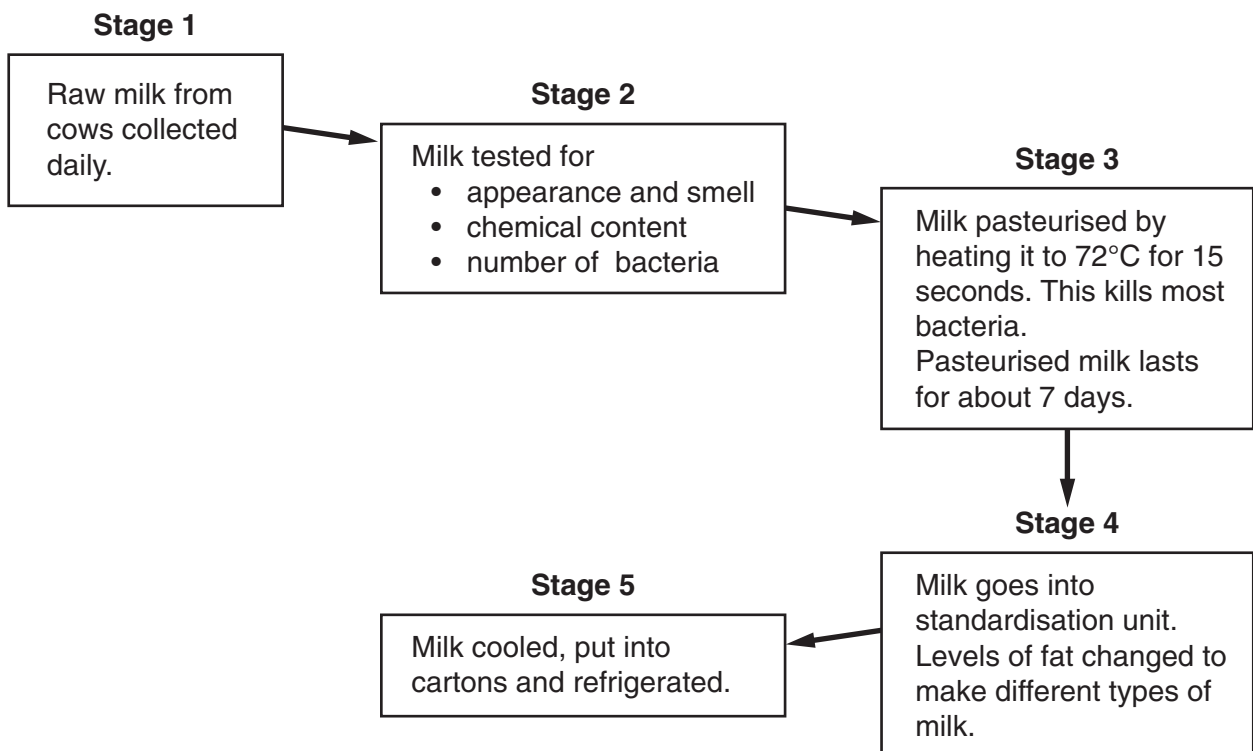 Stage 1
Raw milk from
cows collected
daily.
Stage 2
Milk tested for
• appearance and smell
• chemical content
• number of bacteria
Stage 3
Milk pasteurised by
heating it to 72°C for 15
seconds. This kills most
bacteria.
Pasteurised milk lasts
for about 7 days.
Stage 4
Milk goes into
standardisation unit.
Levels of fat changed to
make different types of
milk.
Stage 5
Milk cooled, put into
cartons and refrigerated.